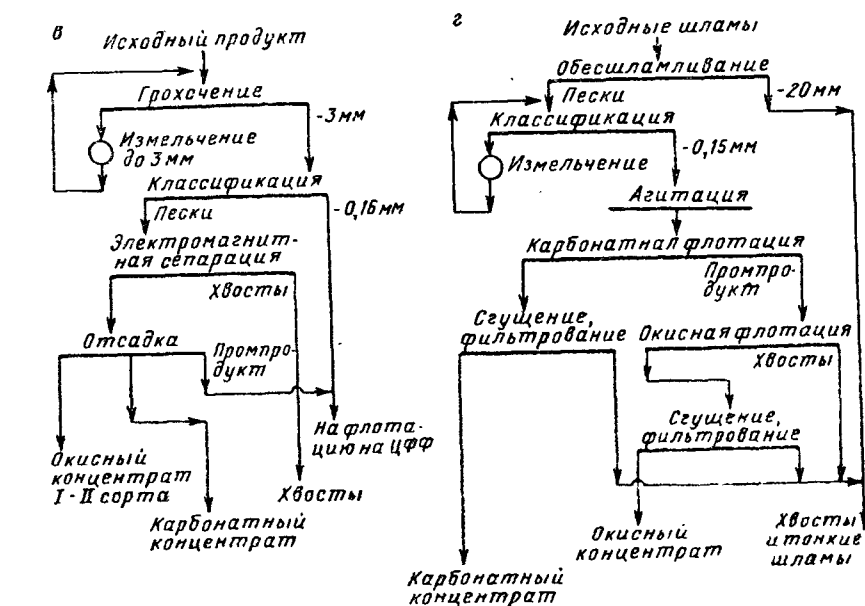 в
Исходный продукт
Грохочение
-3мм
Измельчение
до 3мм
Классификация
Пески
-0,16мм
Электромагнит-
ная сепарация
Хвосты
Отсадка
Промпро-
дукт
На флота-
цию на ЦФФ
Окисный
концентрат
I-II сорта
Хвосты
Карбонатный
концентрат
г
Исходные шламы
Обесшламливание
Пески
-20мм
Классификация
-0,15мм
Измельчение
Агитация
Карбонатная флотация
Промпро-
дукт
Сгущение,
фильтрование
Окисная флотация
Хвосты
Сгущение,
фильтрование
Окисный
концентрат
Хвосты
и тонкие
шламы
Карбонатный
концентрат